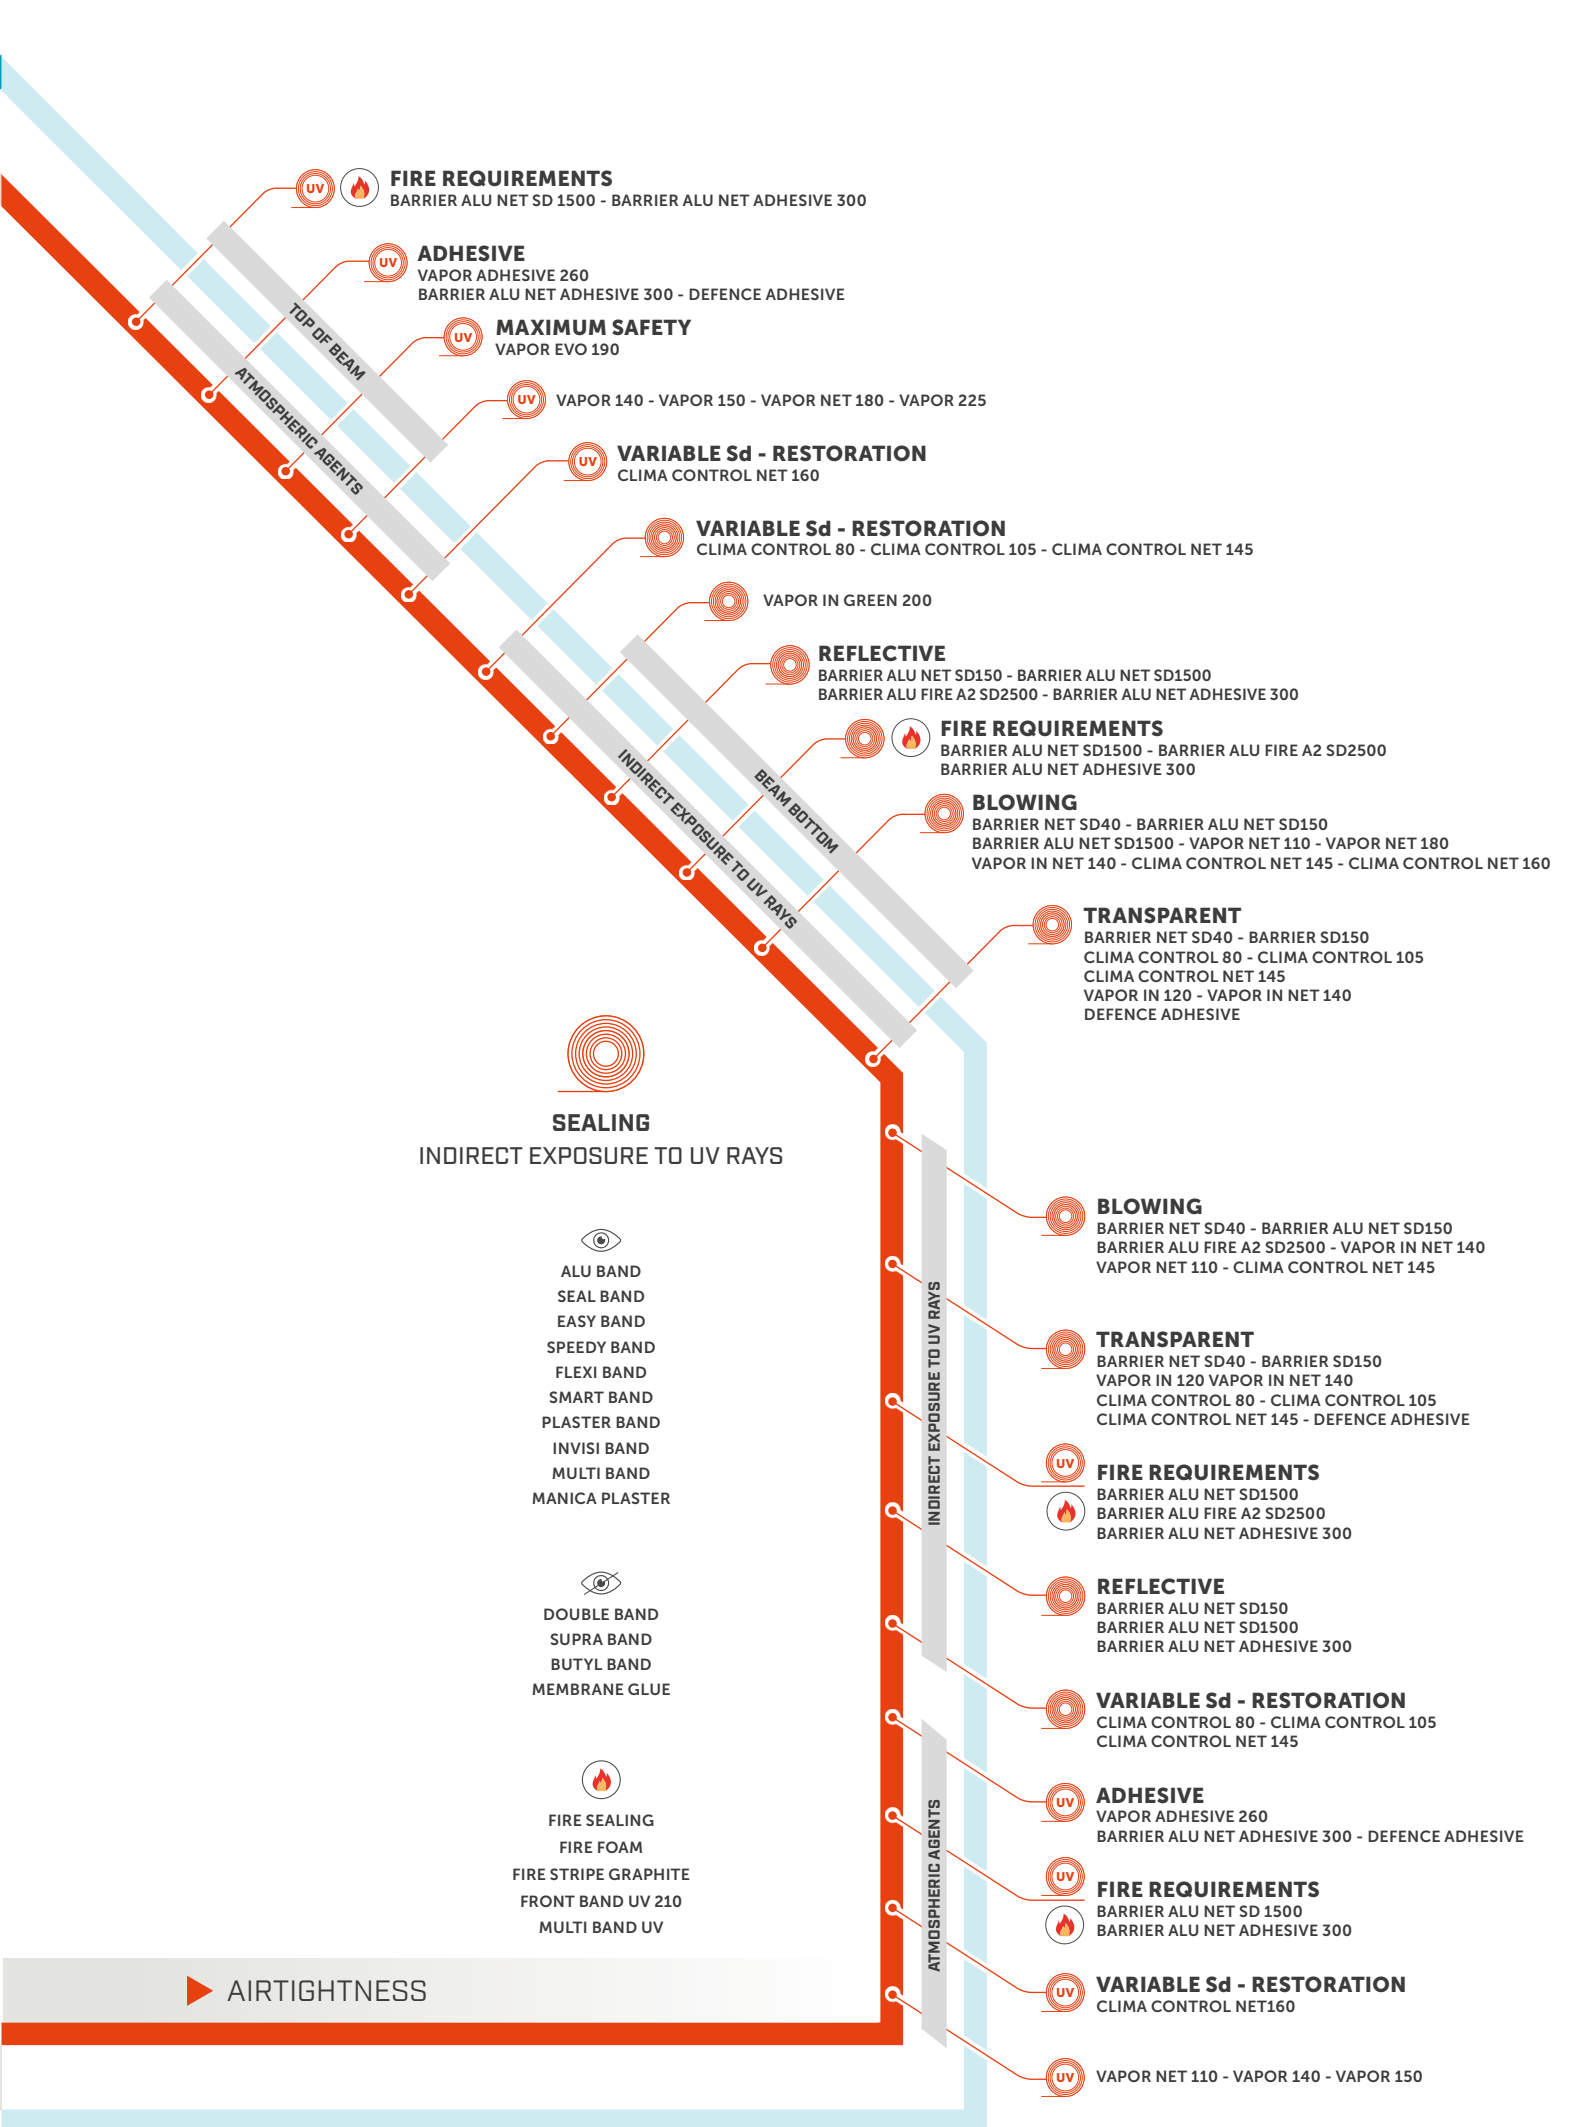 UV
FIRE REQUIREMENTS
BARRIER ALU NET SD 1500 - BARRIER ALU NET ADHESIVE 300
UV
ADHESIVE
VAPOR ADHESIVE 260
BARRIER ALU NET ADHESIVE 300 - DEFENCE ADHESIVE
TOP OF BEAM
UV
MAXIMUM SAFETY
VAPOR EVO 190
ATMOSPHERIC AGENTS
UV
VAPOR 140 - VAPOR 150 - VAPOR NET 180 - VAPOR 225
UV
VARIABLE Sd - RESTORATION
CLIMA CONTROL NET 160
VARIABLE Sd - RESTORATION
CLIMA CONTROL 80 - CLIMA CONTROL 105 - CLIMA CONTROL NET 145
VAPOR IN GREEN 200
REFLECTIVE
BARRIER ALU NET SD150 - BARRIER ALU NET SD1500
BARRIER ALU FIRE A2 SD2500 - BARRIER ALU NET ADHESIVE 300
FIRE REQUIREMENTS
BARRIER ALU NET SD1500 - BARRIER ALU FIRE A2 SD2500
BARRIER ALU NET ADHESIVE 300
INDIRECT EXPOSURE TO UV RAYS
BEAM BOTTOM
BLOWING
BARRIER NET SD40 - BARRIER ALU NET SD150
BARRIER ALU NET SD1500 - VAPOR NET 110 - VAPOR NET 180
VAPOR IN NET 140 - CLIMA CONTROL NET 145 - CLIMA CONTROL NET 160
TRANSPARENT
BARRIER NET SD40 - BARRIER SD150
CLIMA CONTROL 80 - CLIMA CONTROL 105
CLIMA CONTROL NET 145
VAPOR IN 120 - VAPOR IN NET 140
DEFENCE ADHESIVE
SEALING
INDIRECT EXPOSURE TO UV RAYS
ALU BAND
SEAL BAND
EASY BAND
SPEEDY BAND
FLEXI BAND
SMART BAND
PLASTER BAND
INVISI BAND
MULTI BAND
MANICA PLASTER
DOUBLE BAND
SUPRA BAND
BUTYL BAND
MEMBRANE GLUE
FIRE SEALING
FIRE FOAM
FIRE STRIPE GRAPHITE
FRONT BAND UV 210
MULTI BAND UV
AIRTIGHTNESS
INDIRECT EXPOSURE TO UV RAYS
BLOWING
BARRIER NET SD40 - BARRIER ALU NET SD150
BARRIER ALU FIRE A2 SD2500 - VAPOR IN NET 140
VAPOR NET 110 - CLIMA CONTROL NET 145
TRANSPARENT
BARRIER NET SD40 - BARRIER SD150
VAPOR IN 120 VAPOR IN NET 140
CLIMA CONTROL 80 - CLIMA CONTROL 105
CLIMA CONTROL NET 145 - DEFENCE ADHESIVE
UV
FIRE REQUIREMENTS
BARRIER ALU NET SD1500
BARRIER ALU FIRE A2 SD2500
BARRIER ALU NET ADHESIVE 300
REFLECTIVE
BARRIER ALU NET SD150
BARRIER ALU NET SD1500
BARRIER ALU NET ADHESIVE 300
VARIABLE Sd - RESTORATION
CLIMA CONTROL 80 - CLIMA CONTROL 105
CLIMA CONTROL NET 145
ATMOSPHERIC AGENTS
UV
ADHESIVE
VAPOR ADHESIVE 260
BARRIER ALU NET ADHESIVE 300 - DEFENCE ADHESIVE
UV
FIRE REQUIREMENTS
BARRIER ALU NET SD 1500
BARRIER ALU NET ADHESIVE 300
UV
VARIABLE Sd - RESTORATION
CLIMA CONTROL NET160
UV
VAPOR NET 110 - VAPOR 140 - VAPOR 150